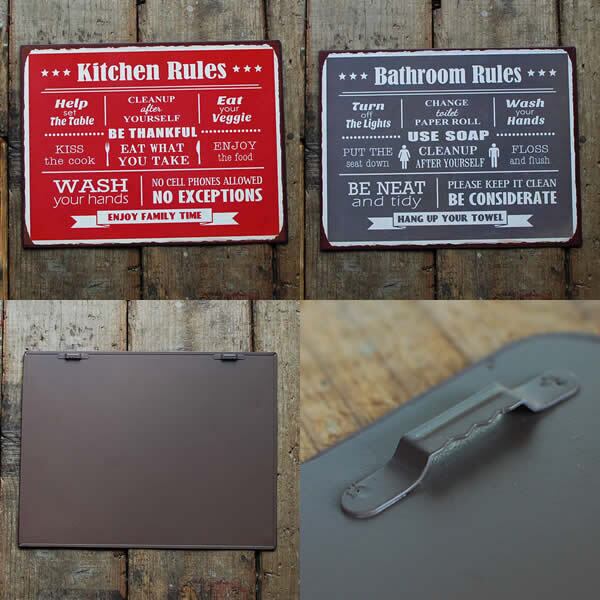 ★★★ Kitchen Rules ★★★
Help
set
The Table
CLEANUP
after
YOURSELF
Eat
your
Veggie
BE THANKFUL
KISS
the cook
EAT WHAT
YOU TAKE
ENJOY
the food
WASH
your hands
NO CELL PHONES ALLOWED
NO EXCEPTIONS
ENJOY FAMILY TIME
★★★ Bathroom Rules ★★★
Turn
off
The Lights
CHANGE
toilet
PAPER ROLL
Wash
your
Hands
USE SOAP
PUT THE
seat down
CLEANUP
AFTER YOURSELF
FLOSS
and flush
BE NEAT
and tidy
PLEASE KEEP IT CLEAN
BE CONSIDERATE
HANG UP YOUR TOWEL